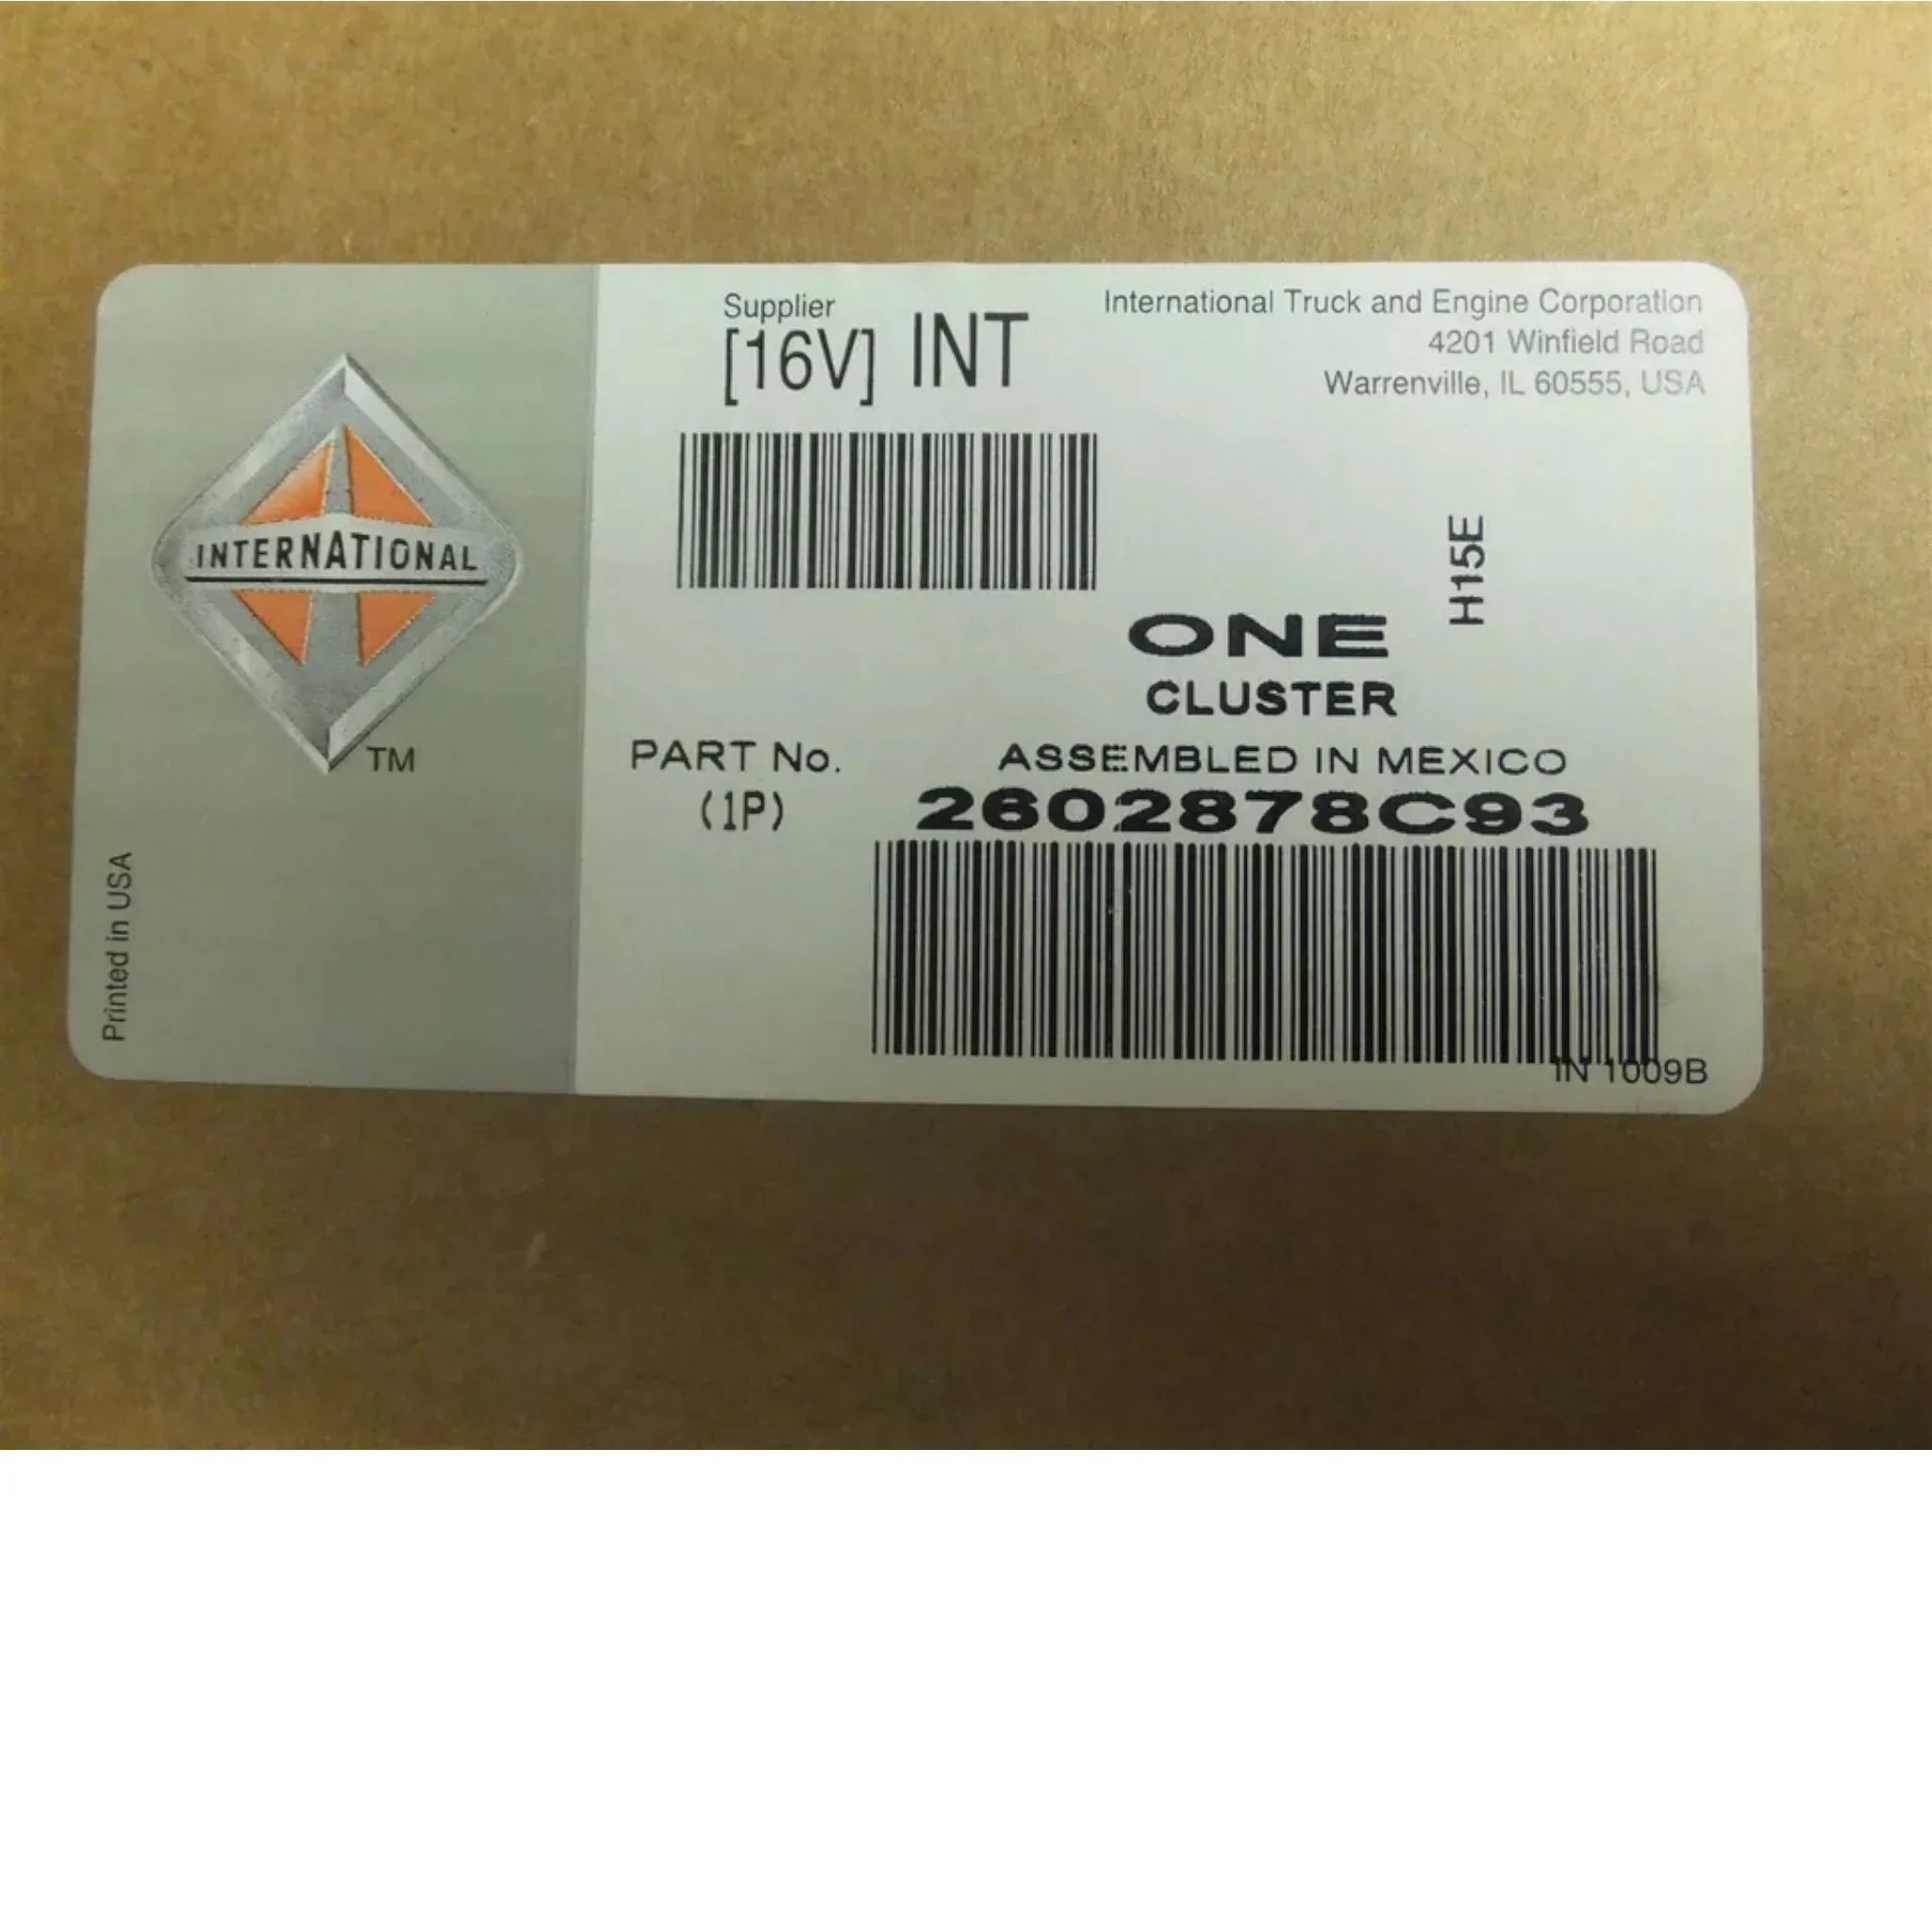 INTERNATIONAL
TM
Printed in USA
Supplier
[16V] INT
International Truck and Engine Corporation
4201 Winfield Road
Warrenville, IL 60555, USA
H15E
ONE
CLUSTER
PART No.
ASSEMBLED IN MEXICO
(1P)
2602878C93
IN 1009B